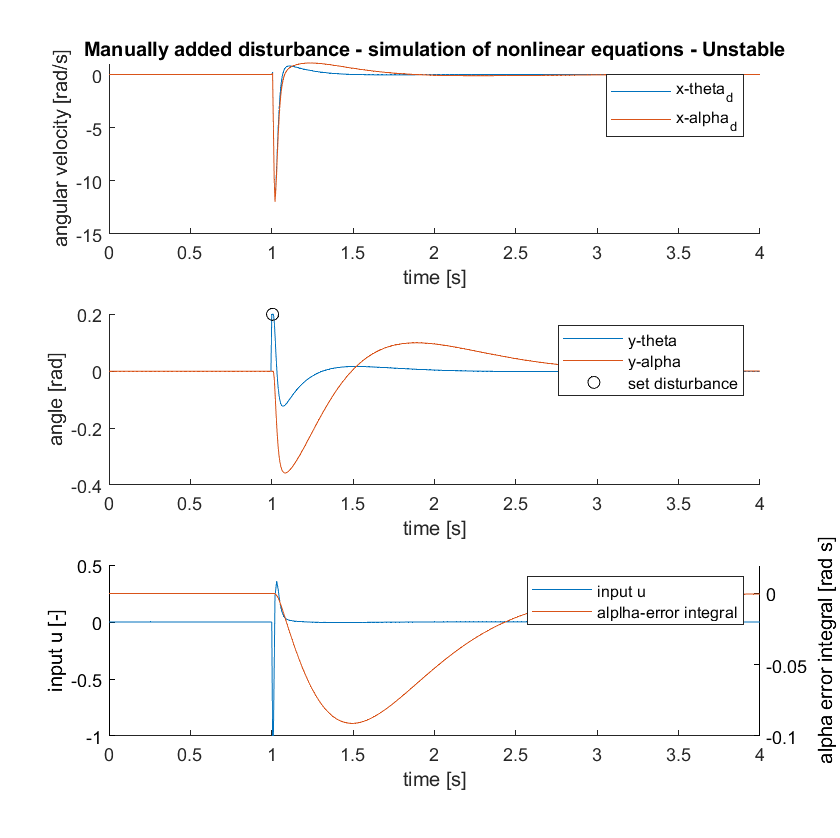 Manually added disturbance - simulation of nonlinear equations - Unstable
angular velocity [rad/s]
0
-5
-10
-15
x-theta_d
x-alpha_d
0 0.5 1 1.5 2 2.5 3 3.5 4
time [s]
angle [rad]
0.2
0
-0.2
-0.4
y-theta
y-alpha
set disturbance
0 0.5 1 1.5 2 2.5 3 3.5 4
time [s]
input u [-]
0.5
0
-0.5
-1
input u
alplha-error integral
0
-0.05
-0.1
alpha error integral [rad s]
0 0.5 1 1.5 2 2.5 3 3.5 4
time [s]